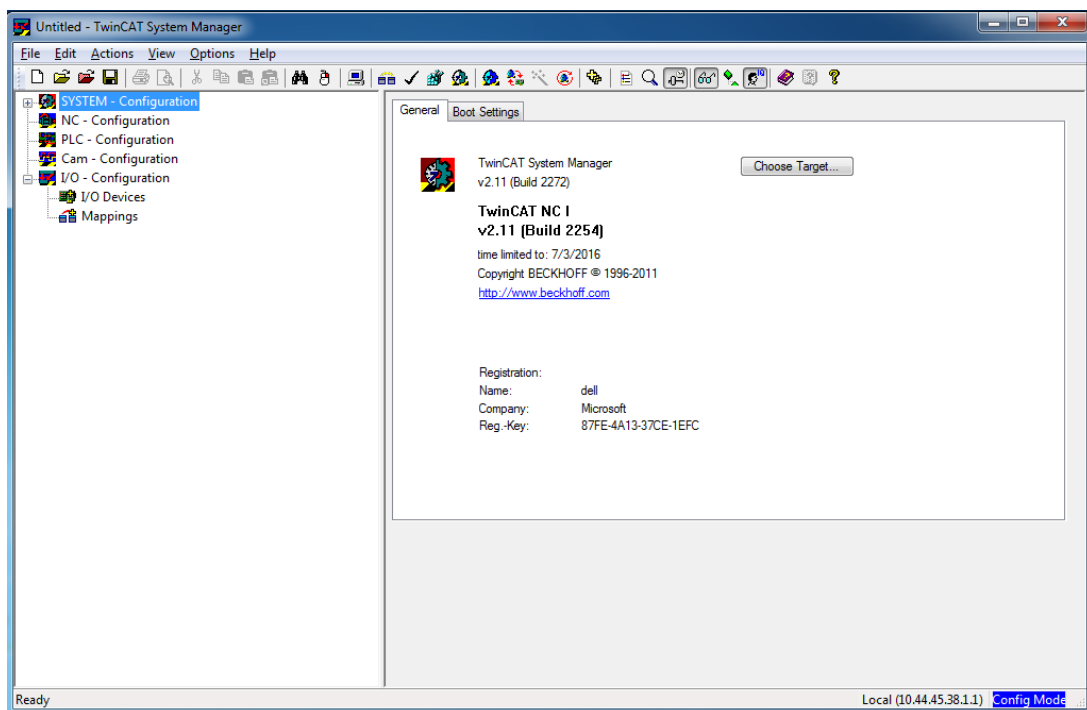 Untitled - TwinCAT System Manager
File Edit Actions View Options Help
SYSTEM - Configuration
NC - Configuration
PLC - Configuration
Cam - Configuration
I/O - Configuration
I/O Devices
Mappings
General Boot Settings
TwinCAT System Manager
v2.11 (Build 2272)
Choose Target...
TwinCAT NC I
v2.11 (Build 2254)
time limited to: 7/3/2016
Copyright BECKHOFF © 1996-2011
http://www.beckhoff.com
Registration:
Name: dell
Company: Microsoft
Reg.-Key: 87FE-4A13-37CE-1EFC
Ready Local (10.44.45.38.1.1) Config Mode